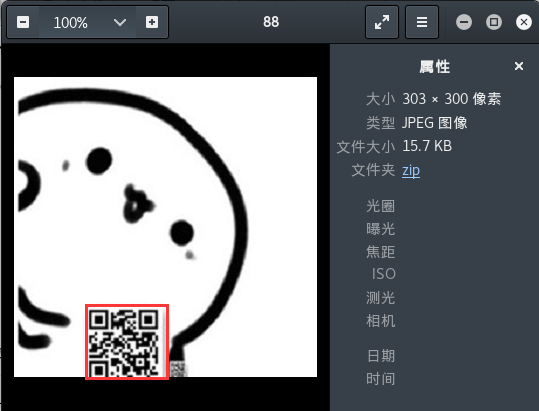 100%
88
属性
大小 303 × 300 像素
类型 JPEG 图像
文件大小 15.7 KB
文件夹 zip
光圈
曝光
焦距
ISO
测光
相机
日期
时间